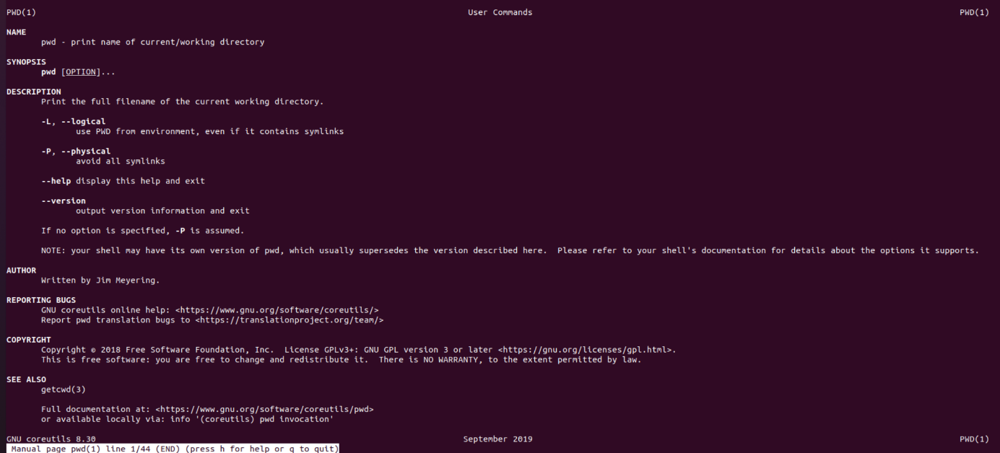 PWD(1) User Commands PWD(1)
NAME
pwd - print name of current/working directory
SYNOPSIS
pwd [OPTION]...
DESCRIPTION
Print the full filename of the current working directory.
-L, --logical
use PWD from environment, even if it contains symlinks
-P, --physical
avoid all symlinks
--help display this help and exit
--version
output version information and exit
If no option is specified, -P is assumed.
NOTE: your shell may have its own version of pwd, which usually supersedes the version described here.  Please refer to your shell's documentation for details about the options it supports.
AUTHOR
Written by Jim Meyering.
REPORTING BUGS
GNU coreutils online help: <https://www.gnu.org/software/coreutils/>
Report pwd translation bugs to <https://translationproject.org/team/>
COPYRIGHT
Copyright © 2018 Free Software Foundation, Inc.  License GPLv3+: GNU GPL version 3 or later <https://gnu.org/licenses/gpl.html>.
This is free software: you are free to change and redistribute it.  There is NO WARRANTY, to the extent permitted by law.
SEE ALSO
getcwd(3)
Full documentation at: <https://www.gnu.org/software/coreutils/pwd>
or available locally via: info '(coreutils) pwd invocation'
GNU coreutils 8.30 September 2019 PWD(1)
Manual page pwd(1) line 1/44 (END) (press h for help or q to quit)